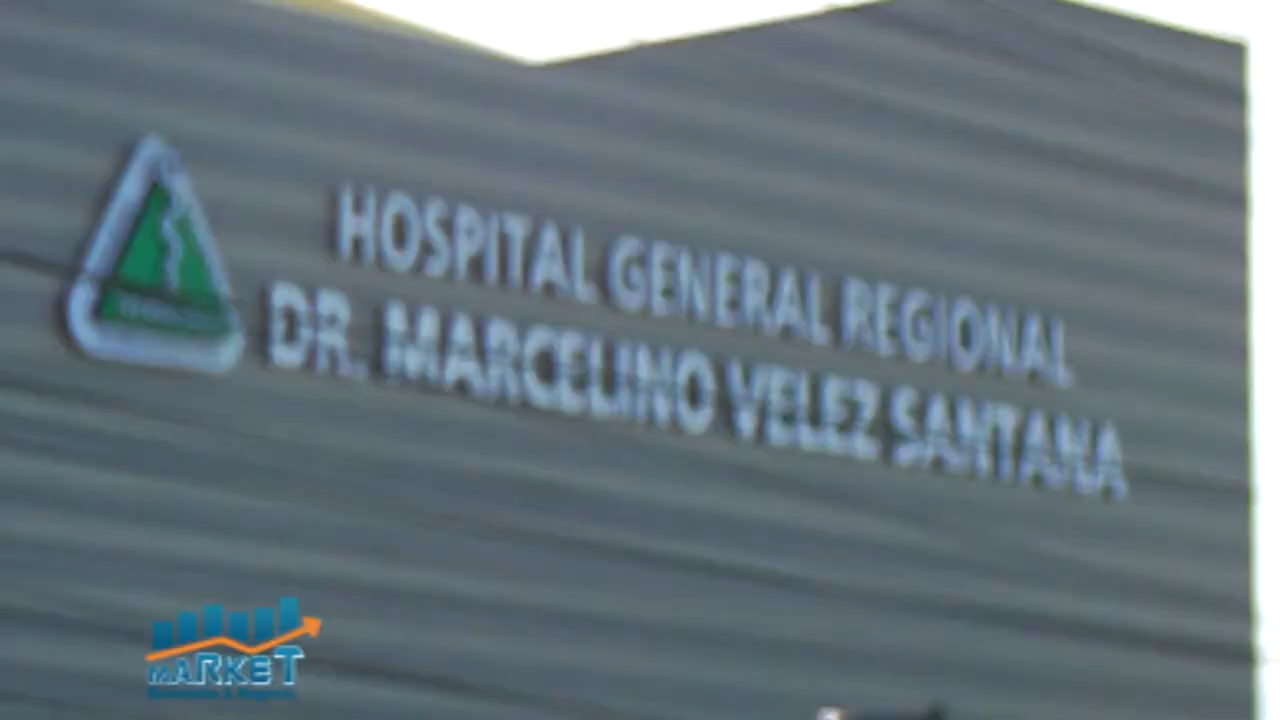 HOSPITAL GENERAL REGIONAL
DR. MARCELINO VELEZ SANTANA
MARKET